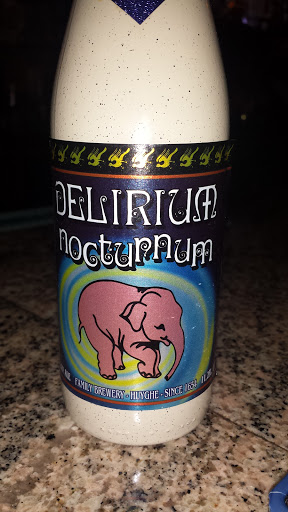 DELIRIUM
nocturnum
FAMILY BREWERY · HUYGHE · SINCE 1654